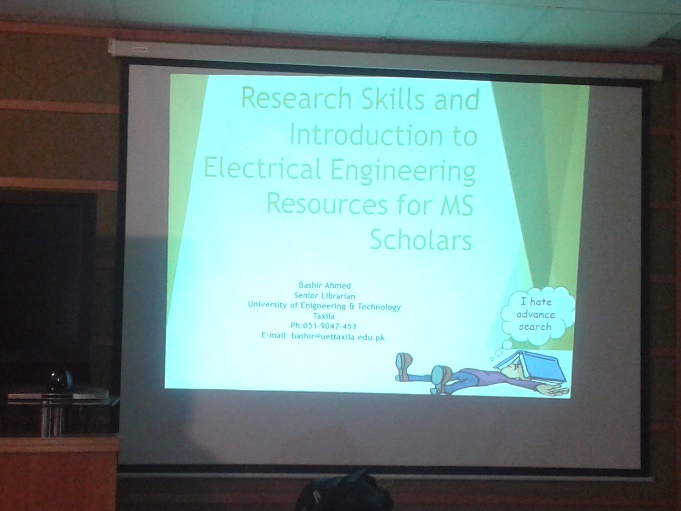 Research Skills and
Introduction to
Electrical Engineering
Resources for MS
Scholars
Bashir Ahmed
Senior Librarian
University of Enigneering & Technology
Taxila
Ph:051-9047-453
E-mail: bashir@uettaxila.edu.pk
I hate
advance
search